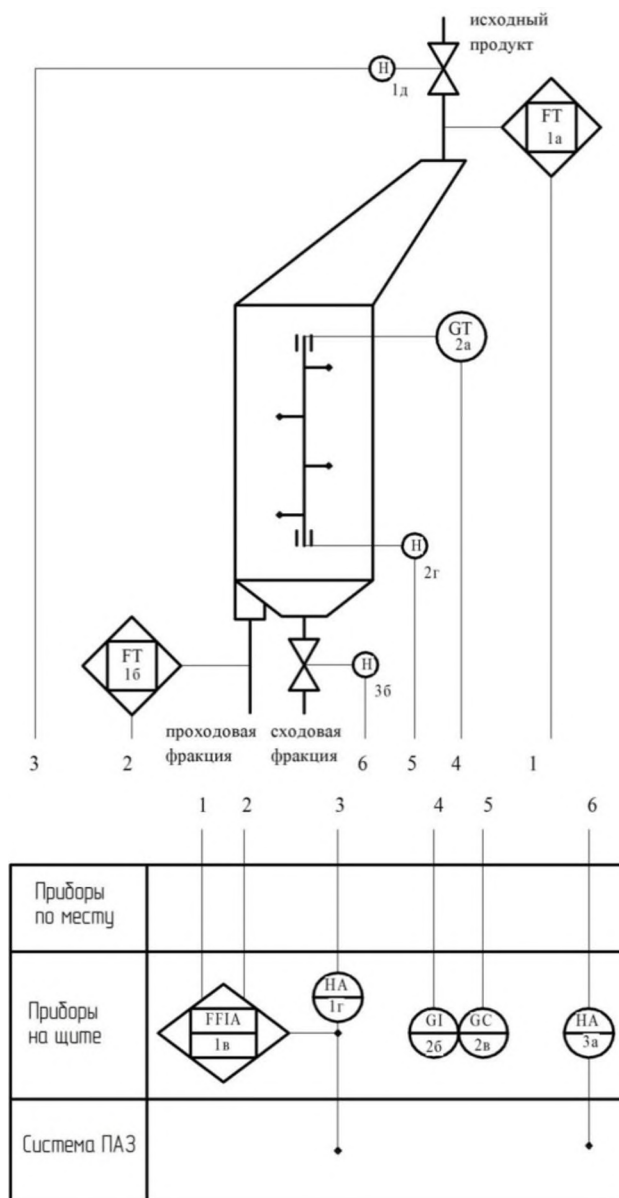 исходный
продукт
Н
1д
FT
1а
GT
2а
Н
2г
FT
1б
Н
3б
проходовая
фракция
сходовая
фракция
3 2 6 5 4 1
1 2 3 4 5 6
Приборы
по месту
Приборы
на щите
FFIA
1в
НА
1г
GI
2б
GC
2в
НА
3а
Система ПАЗ